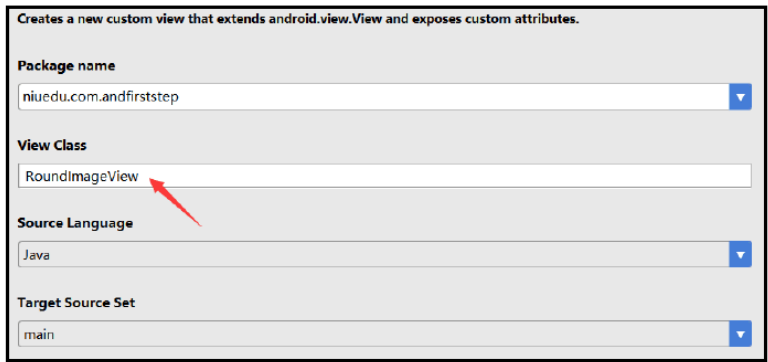 Creates a new custom view that extends android.view.View and exposes custom attributes.
Package name
niuedu.com.andfirststep
View Class
RoundImageView
Source Language
Java
Target Source Set
main